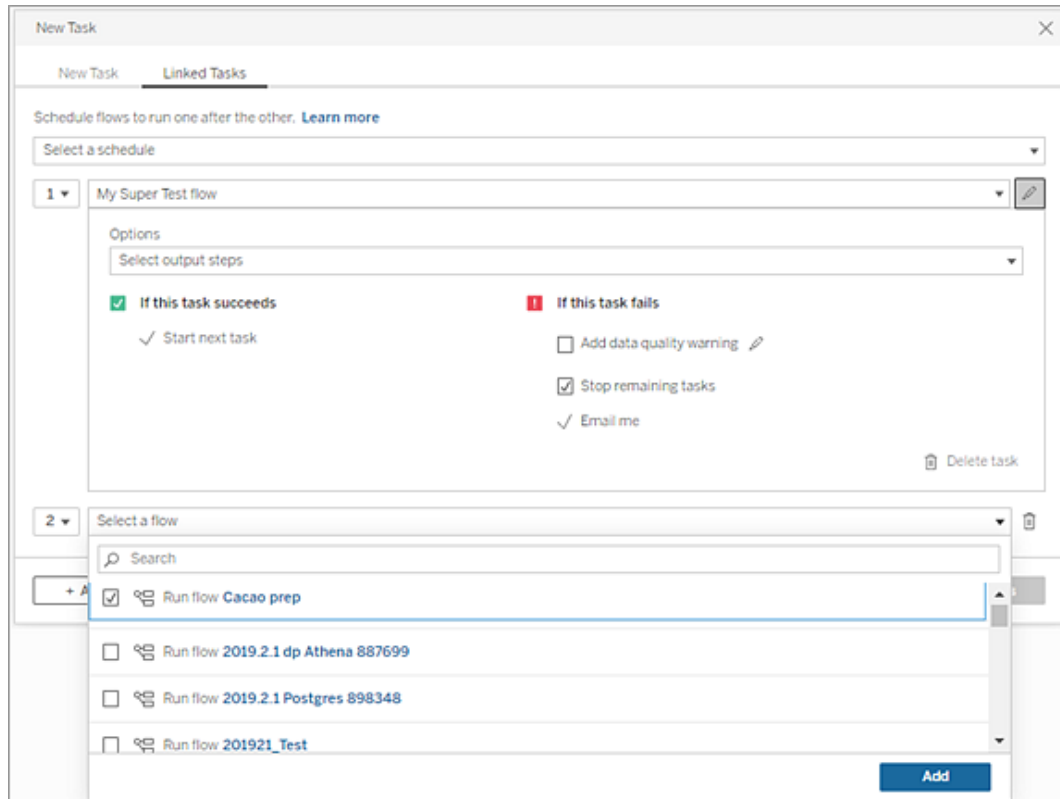 New Task
New Task Linked Tasks
Schedule flows to run one after the other. Learn more
Select a schedule
1 My Super Test flow
Options
Select output steps
If this task succeeds If this task fails
Start next task Add data quality warning
Stop remaining tasks
Email me
Delete task
2 Select a flow
Search
+
Run flow Cacao prep
Run flow 2019.2.1 dp Athena 887699
Run flow 2019.2.1 Postgres 898348
Run flow 201921_Test
Add